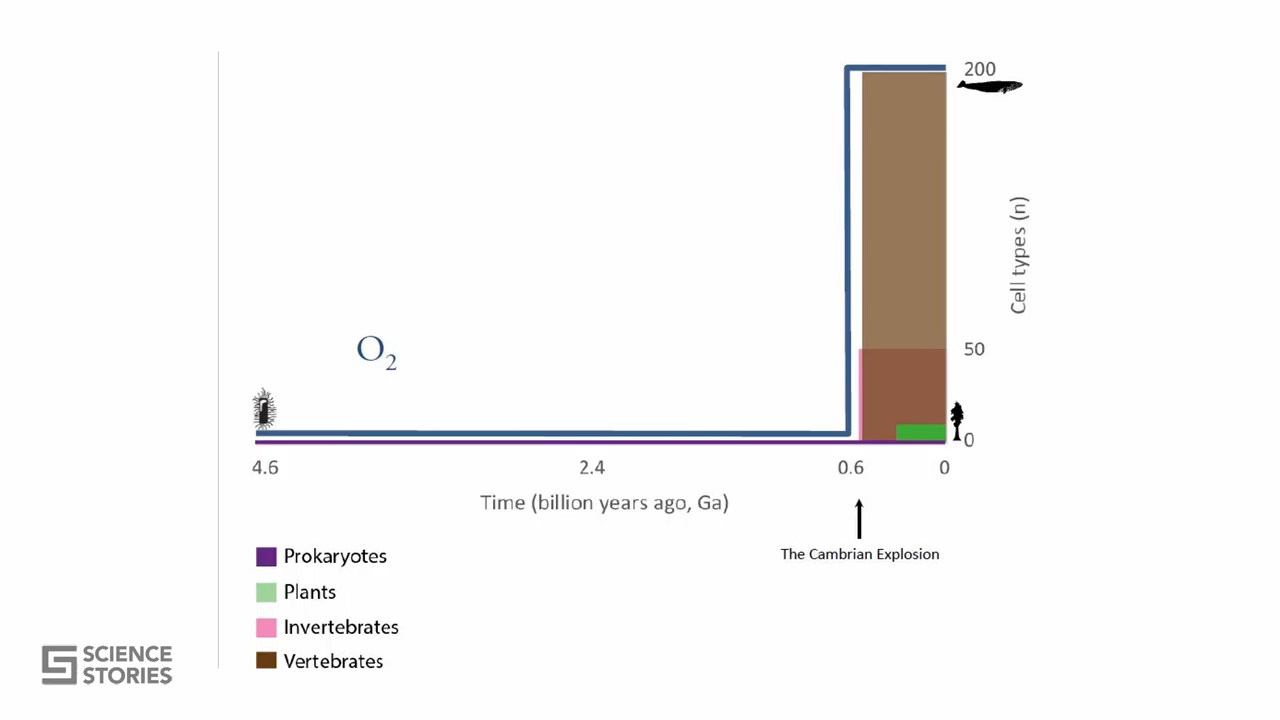 200
Cell types (n)
O2
50
0
4.6
2.4
0.6
0
Time (billion years ago, Ga)
The Cambrian Explosion
Prokaryotes
Plants
Invertebrates
Vertebrates
SCIENCE
STORIES